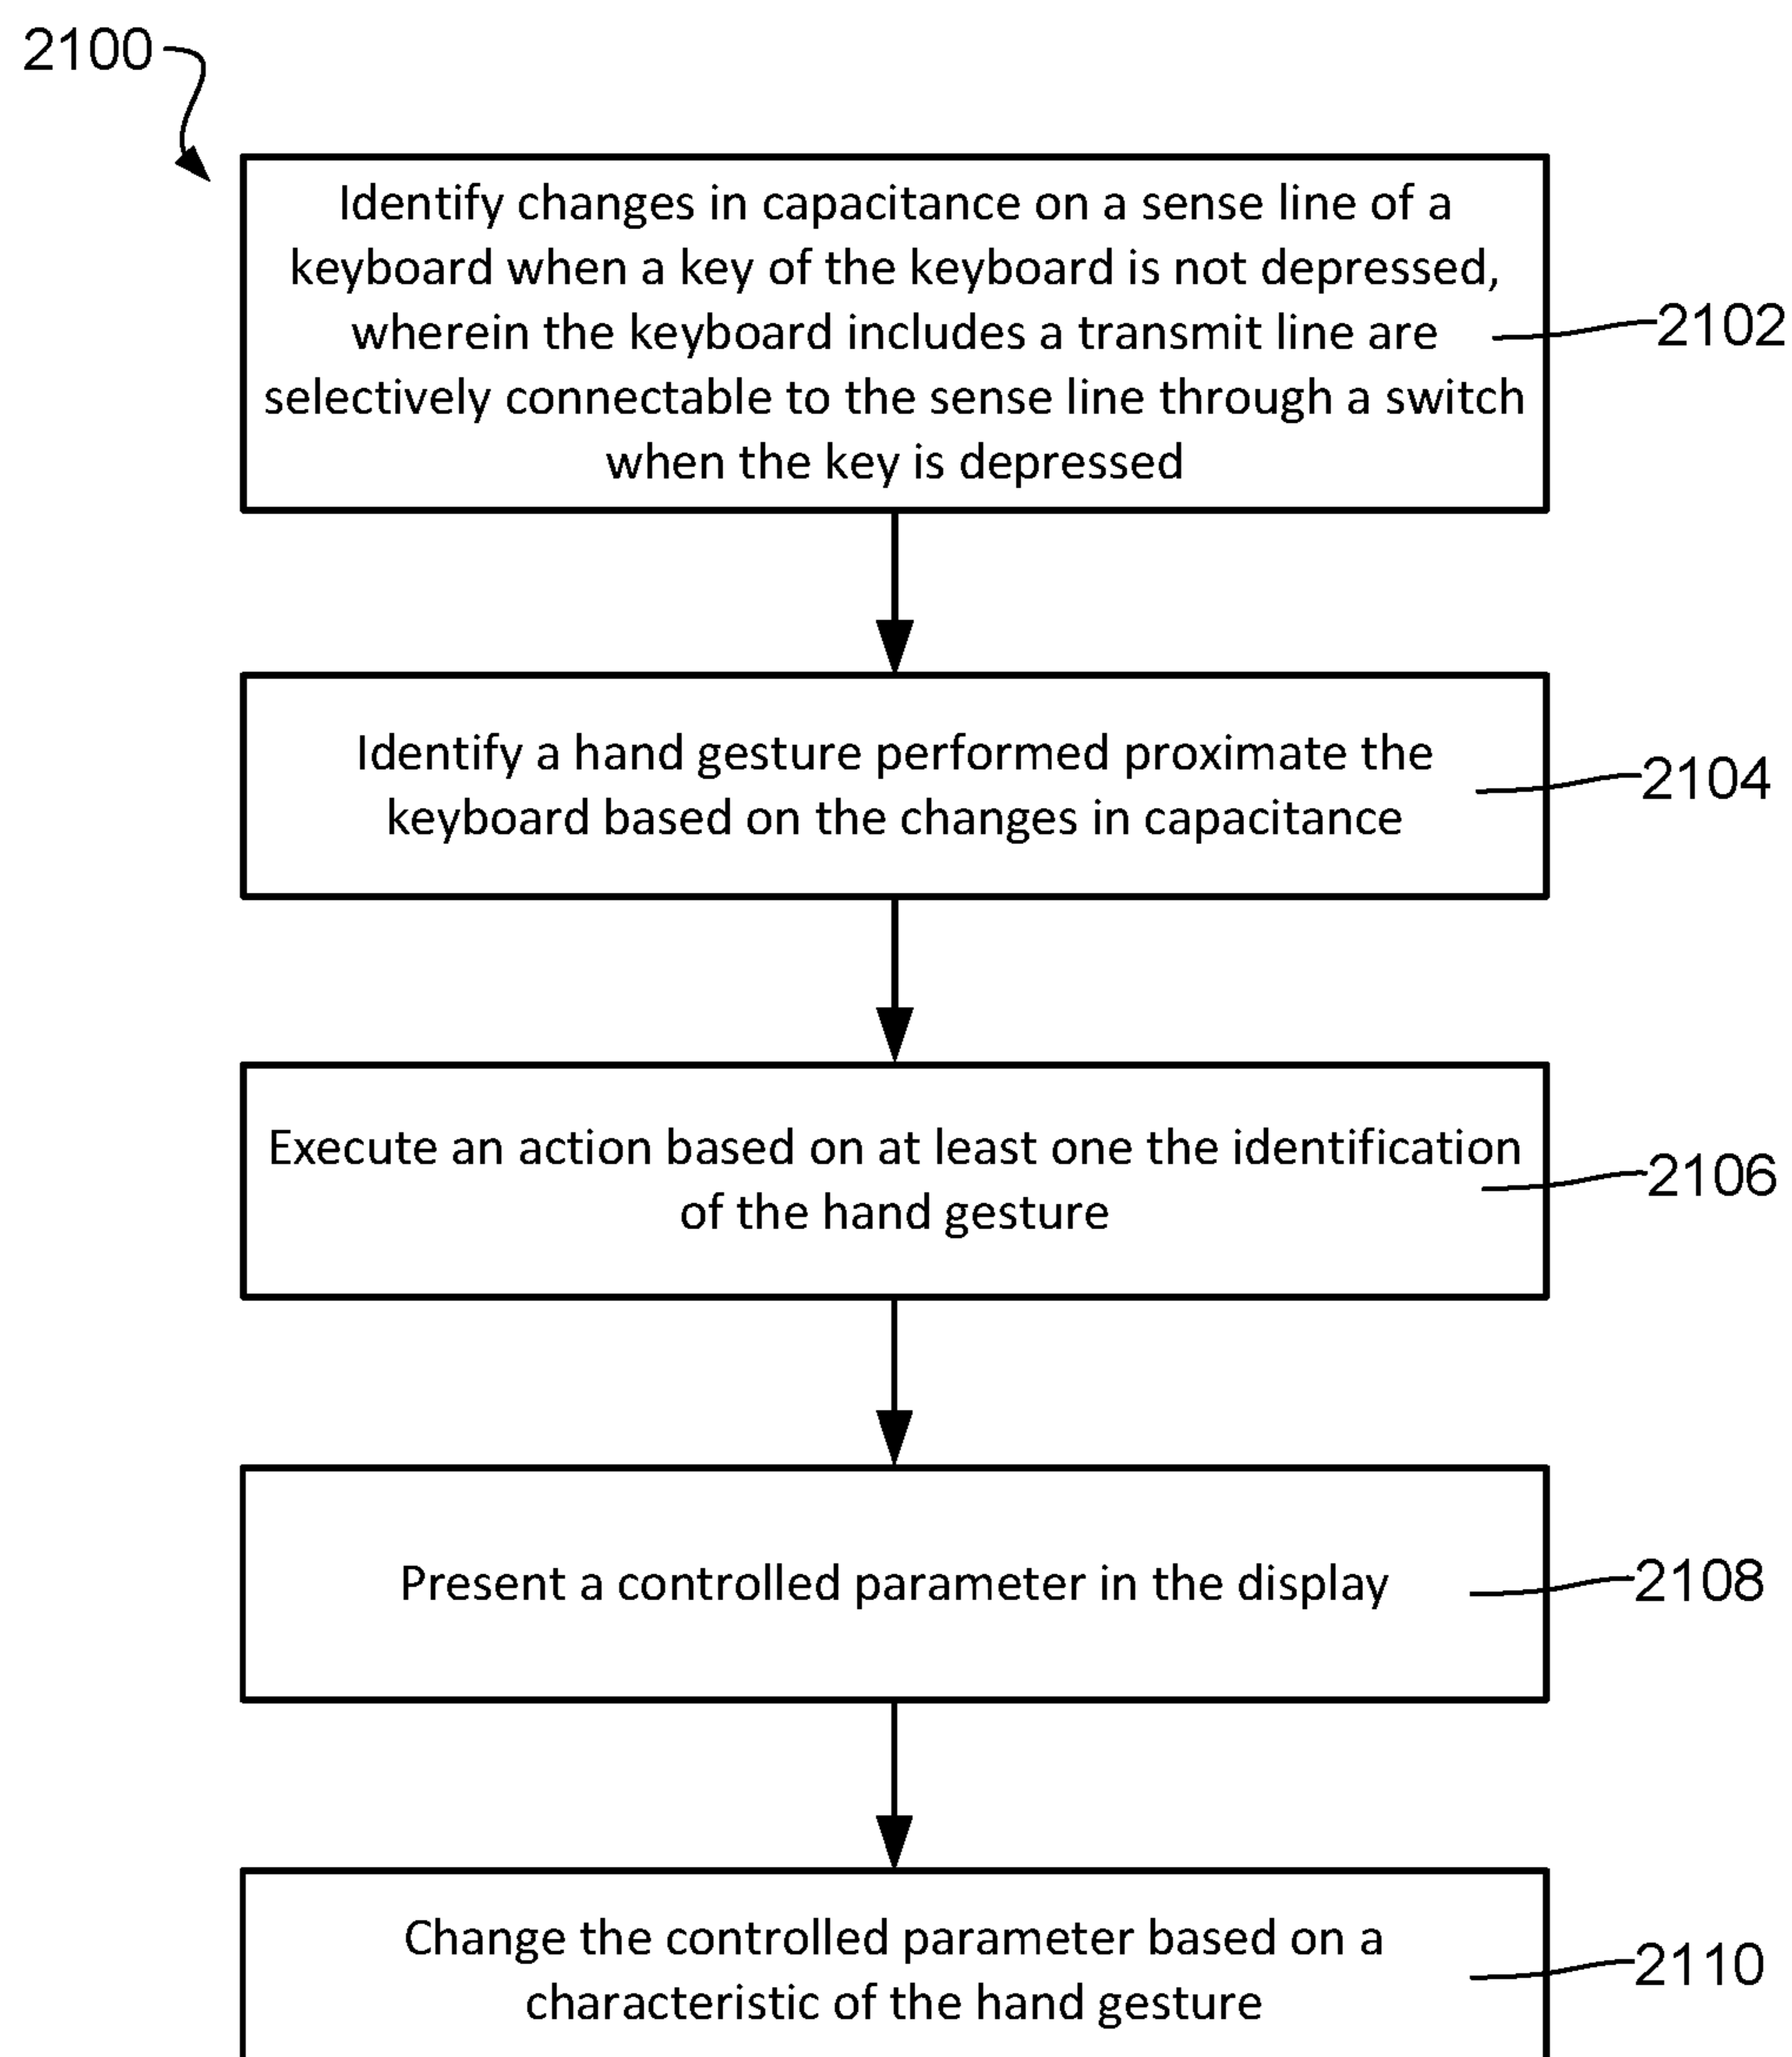 2100
Identify changes in capacitance on a sense line of a
keyboard when a key of the keyboard is not depressed,
wherein the keyboard includes a transmit line are
selectively connectable to the sense line through a switch
when the key is depressed
2102
Identify a hand gesture performed proximate the
keyboard based on the changes in capacitance
2104
Execute an action based on at least one the identification
of the hand gesture
2106
Present a controlled parameter in the display
2108
Change the controlled parameter based on a
characteristic of the hand gesture
2110